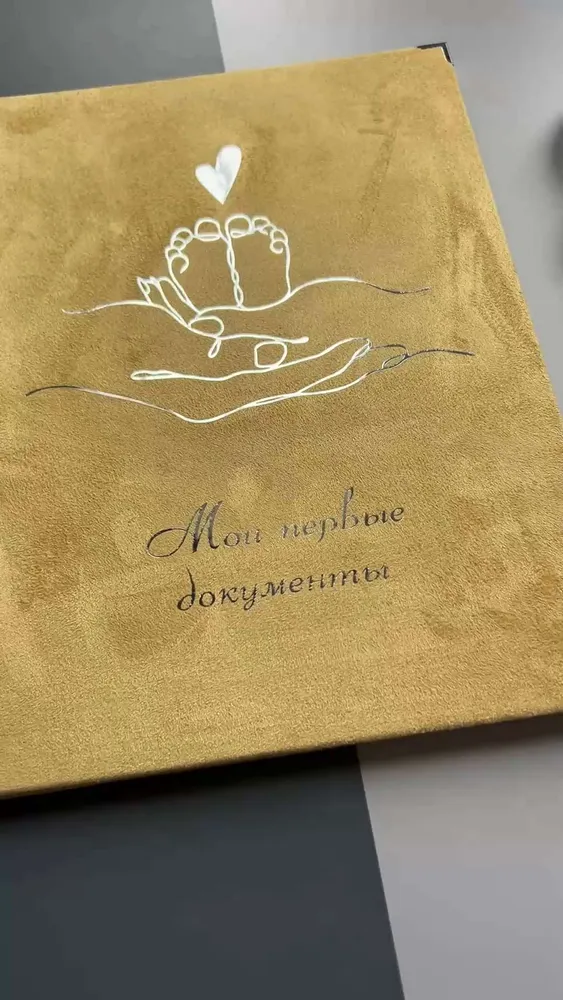 Мои первые
документы